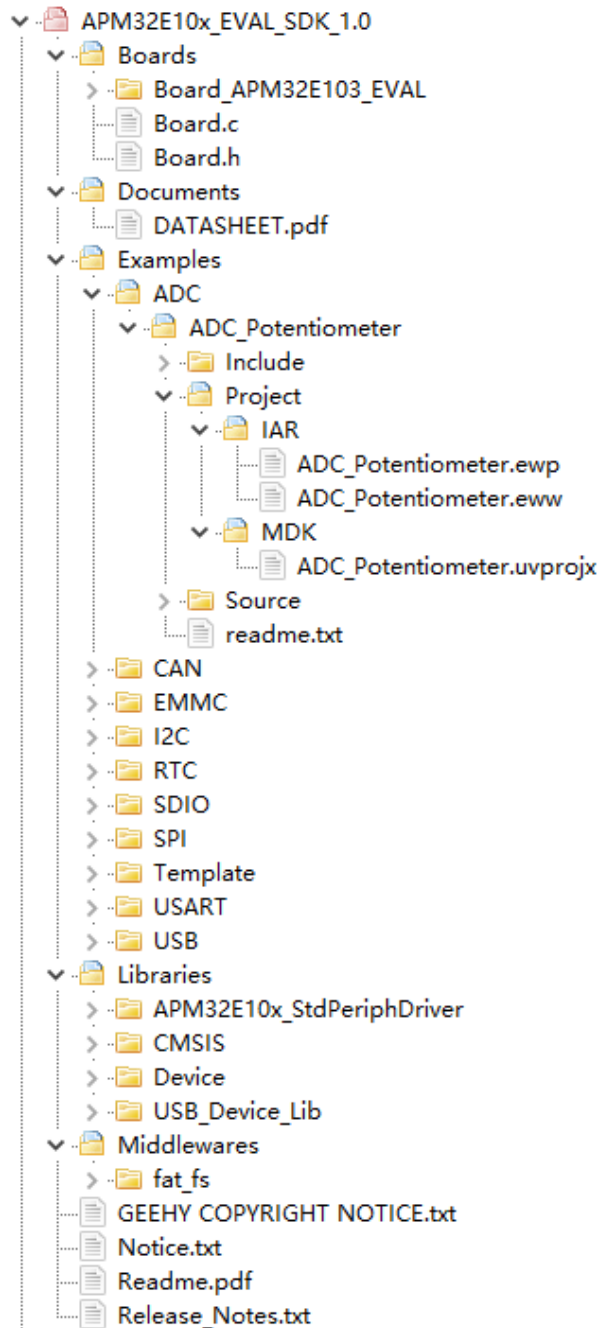 APM32E10x_EVAL_SDK_1.0
Boards
Board_APM32E103_EVAL
Board.c
Board.h
Documents
DATASHEET.pdf
Examples
ADC
ADC_Potentiometer
Include
Project
IAR
ADC_Potentiometer.ewp
ADC_Potentiometer.eww
MDK
ADC_Potentiometer.uvprojx
Source
readme.txt
CAN
EMMC
I2C
RTC
SDIO
SPI
Template
USART
USB
Libraries
APM32E10x_StdPeriphDriver
CMSIS
Device
USB_Device_Lib
Middlewares
fat_fs
GEEHY COPYRIGHT NOTICE.txt
Notice.txt
Readme.pdf
Release_Notes.txt